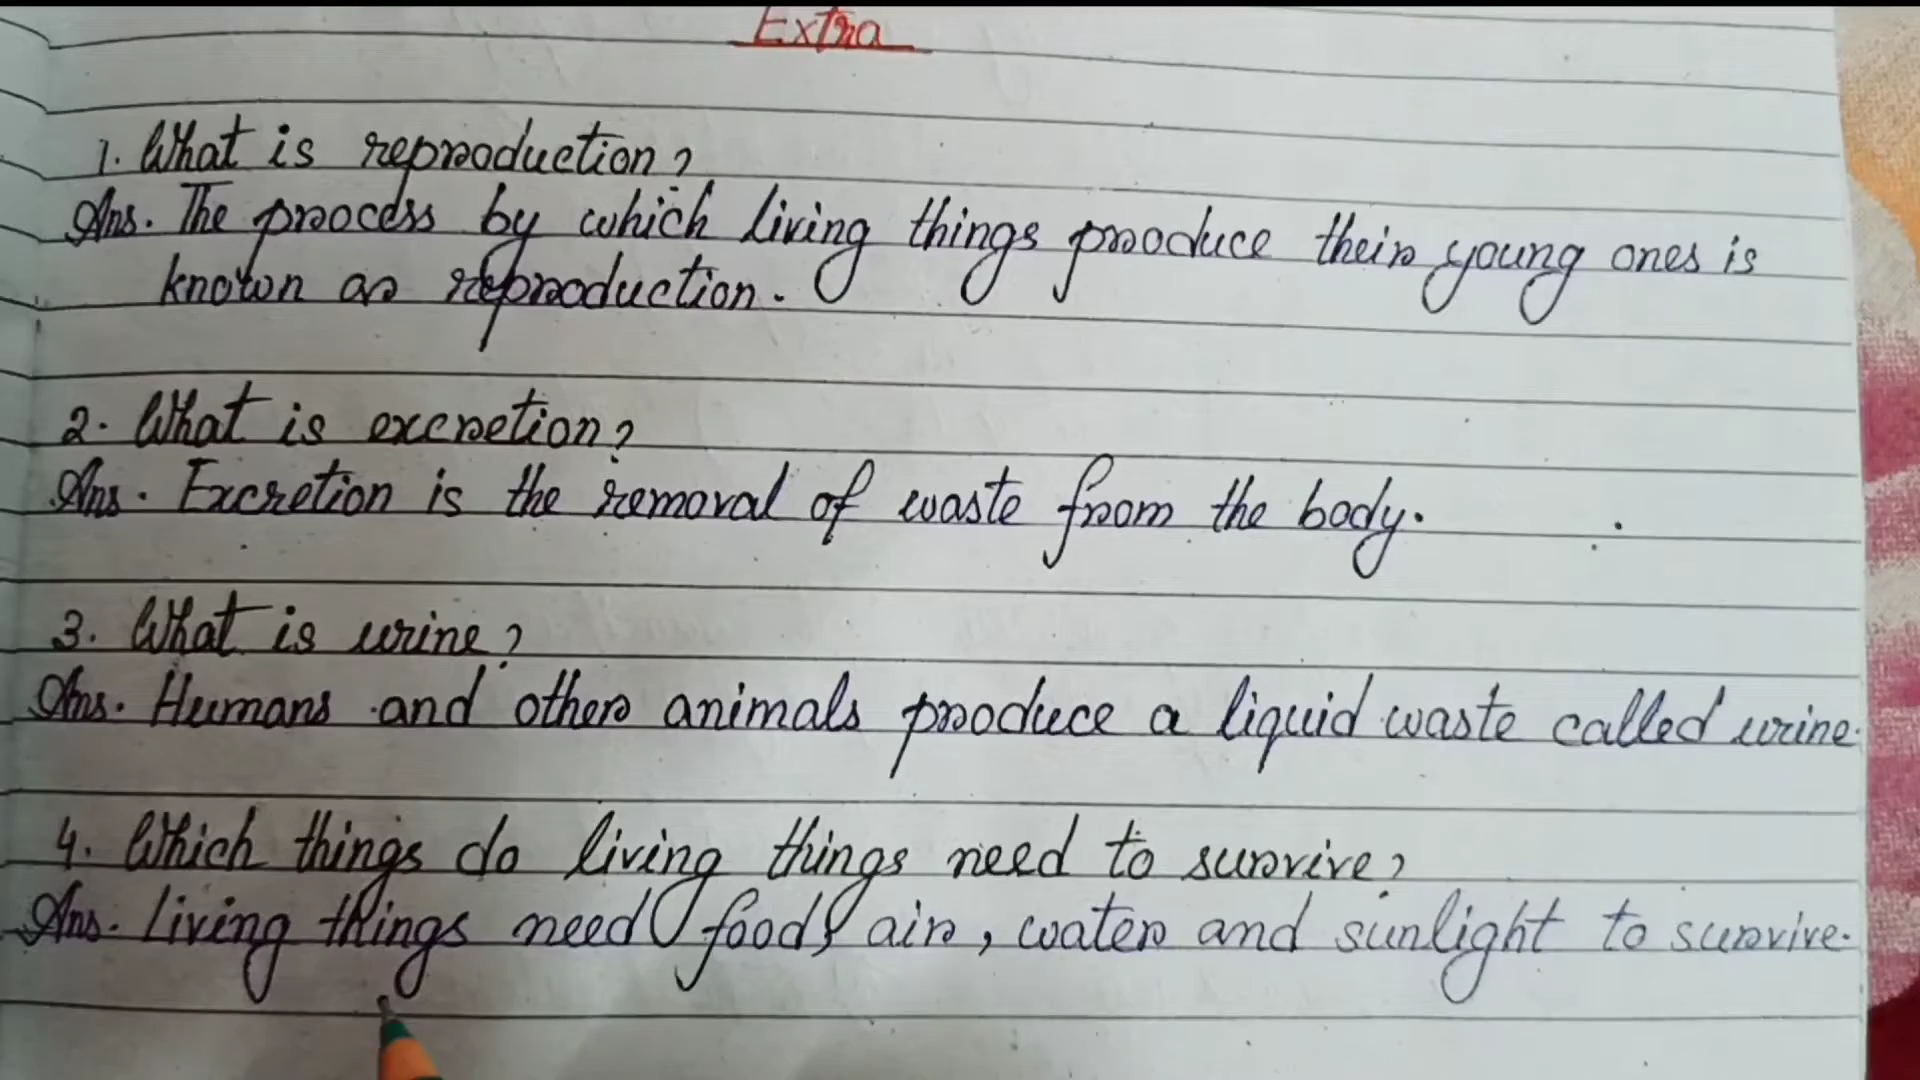 Extra
1. What is reproduction?
Ans. The process by which living things produce their young ones is
known as reproduction.
2. What is excretion?
Ans. Excretion is the removal of waste from the body.
3. What is urine?
Ans. Humans and other animals produce a liquid waste called urine.
4. Which things do living things need to survive?
Ans. Living things need food, air, water and sunlight to survive.